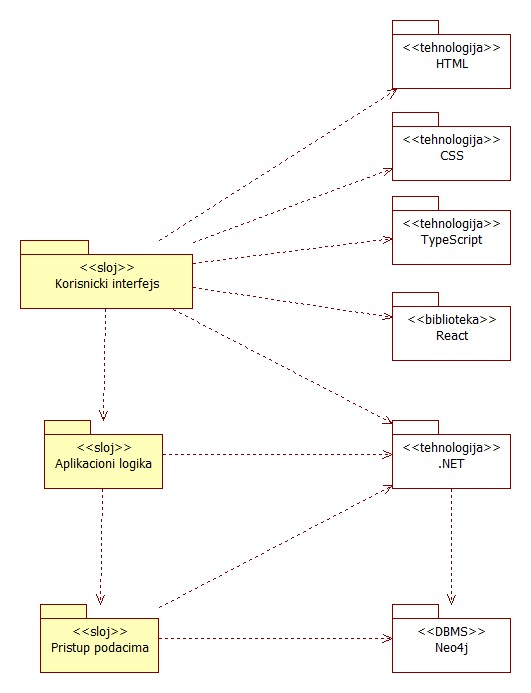 <<tehnologija>>
HTML
<<tehnologija>>
CSS
<<tehnologija>>
TypeScript
<<sloj>>
Korisnicki interfejs
<<biblioteka>>
React
<<sloj>>
Aplikacioni logika
<<tehnologija>>
.NET
<<sloj>>
Pristup podacima
<<DBMS>>
Neo4j